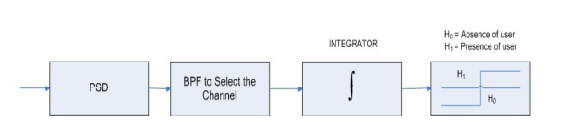 H0 = Absence of user
H1 = Presence of user
INTEGRATOR
PSD
BPF to Select the
Channel
∫
H1
H0